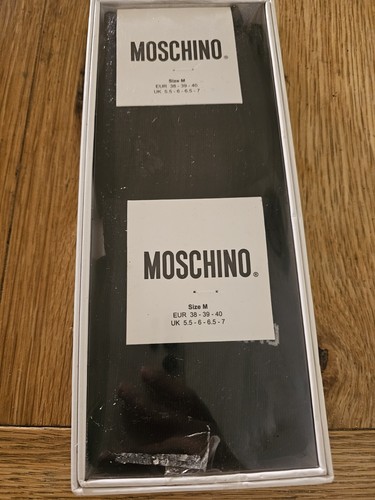 MOSCHINO®
Size M
EUR 38 - 39 - 40
UK 5.5 - 6 - 6.5 - 7
MOSCHINO®
Size M
EUR 38 - 39 - 40
UK 5.5 - 6 - 6.5 - 7